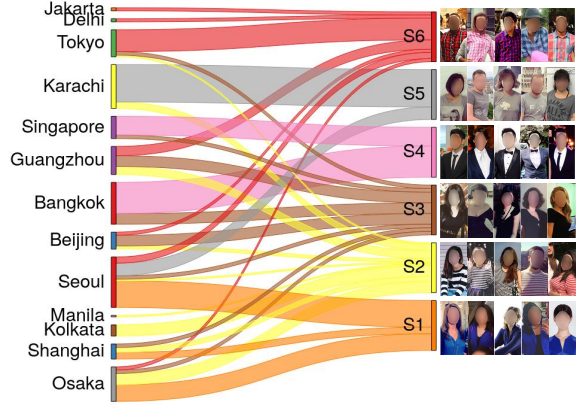 Jakarta
Delhi
Tokyo
Karachi
Singapore
Guangzhou
Bangkok
Beijing
Seoul
Manila
Kolkata
Shanghai
Osaka
S6
S5
S4
S3
S2
S1